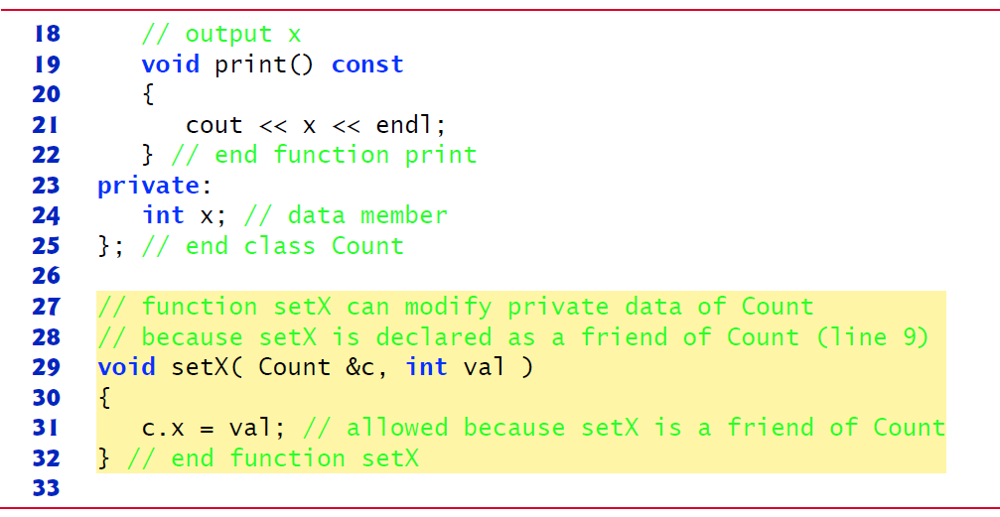 18 // output x
19 void print() const
20 {
21 cout << x << endl;
22 } // end function print
23 private:
24 int x; // data member
25 }; // end class Count
26
27 // function setX can modify private data of Count
28 // because setX is declared as a friend of Count (line 9)
29 void setX( Count &c, int val )
30 {
31 c.x = val; // allowed because setX is a friend of Count
32 } // end function setX
33